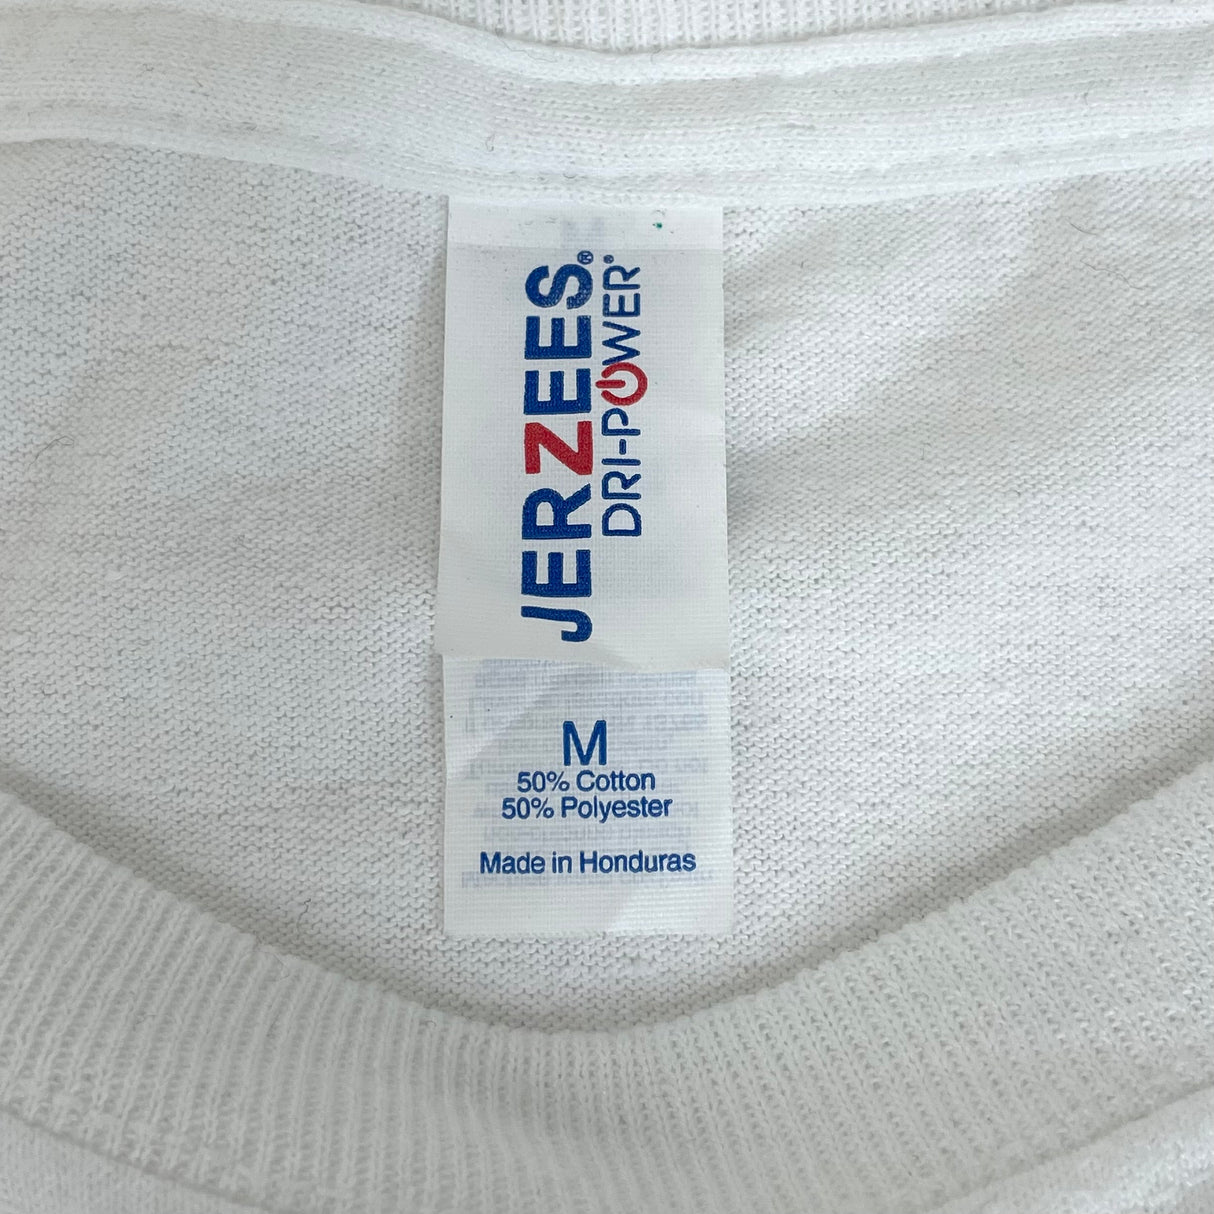 JERZEES®
DRI-POWER®
M
50% Cotton
50% Polyester
Made in Honduras